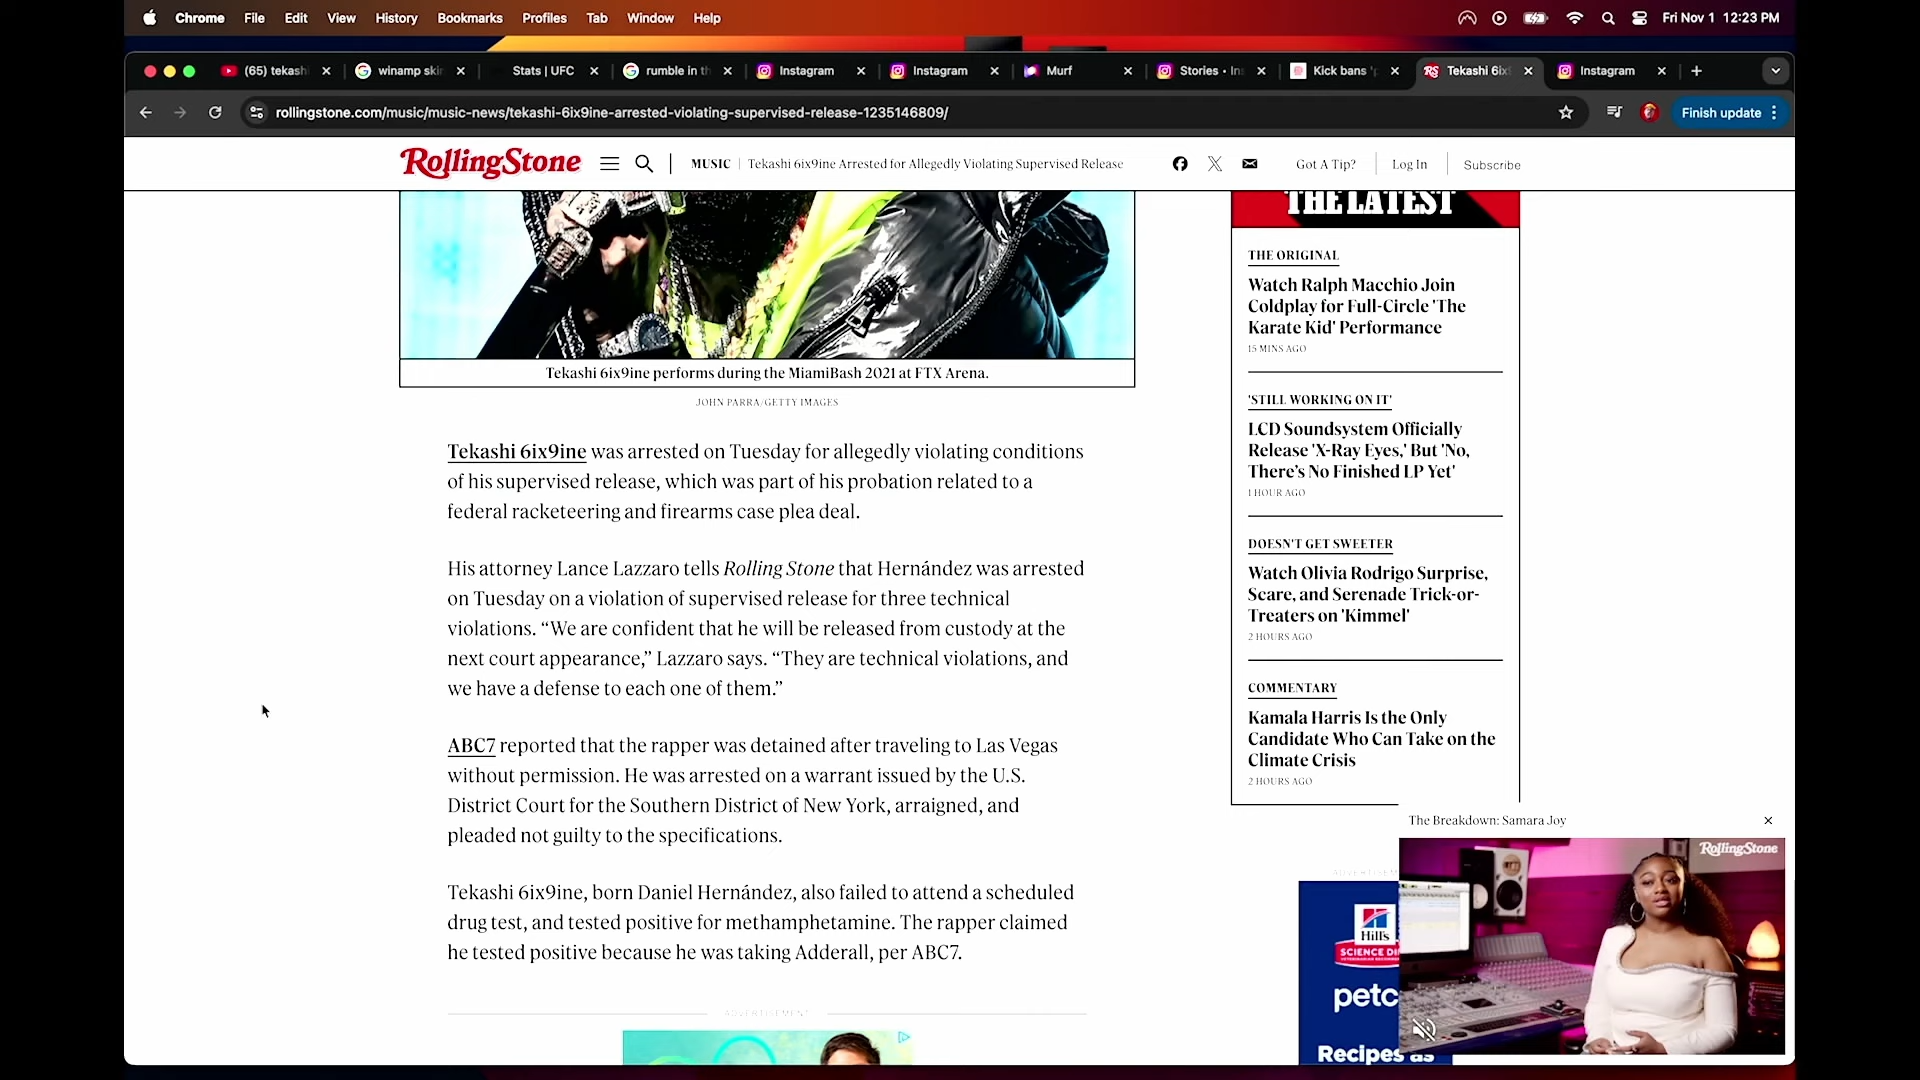 Chrome File Edit View History Bookmarks Profiles Tab Window Help Fri Nov 1 12:23 PM
(65) tekash winamp ski Stats | UFC rumble in th Instagram Instagram Murf Stories • In Kick bans 'p Tekashi 6ix Instagram
rollingstone.com/music/music-news/tekashi-6ix9ine-arrested-violating-supervised-release-1235146809/ Finish update
RollingStone MUSIC Tekashi 6ix9ine Arrested for Allegedly Violating Supervised Release Got A Tip? Log In Subscribe
Tekashi 6ix9ine performs during the MiamiBash 2021 at FTX Arena.
JOHN PARRA/GETTY IMAGES
Tekashi 6ix9ine was arrested on Tuesday for allegedly violating conditions
of his supervised release, which was part of his probation related to a
federal racketeering and firearms case plea deal.
His attorney Lance Lazzaro tells Rolling Stone that Hernández was arrested
on Tuesday on a violation of supervised release for three technical
violations. “We are confident that he will be released from custody at the
next court appearance,” Lazzaro says. “They are technical violations, and
we have a defense to each one of them.”
ABC7 reported that the rapper was detained after traveling to Las Vegas
without permission. He was arrested on a warrant issued by the U.S.
District Court for the Southern District of New York, arraigned, and
pleaded not guilty to the specifications.
Tekashi 6ix9ine, born Daniel Hernández, also failed to attend a scheduled
drug test, and tested positive for methamphetamine. The rapper claimed
he tested positive because he was taking Adderall, per ABC7.
ADVERTISEMENT
THE LATEST
THE ORIGINAL
Watch Ralph Macchio Join
Coldplay for Full-Circle 'The
Karate Kid' Performance
15 MINS AGO
'STILL WORKING ON IT'
LCD Soundsystem Officially
Release 'X-Ray Eyes,' But 'No,
There's No Finished LP Yet'
1 HOUR AGO
DOESN'T GET SWEETER
Watch Olivia Rodrigo Surprise,
Scare, and Serenade Trick-or-
Treaters on 'Kimmel'
2 HOURS AGO
COMMENTARY
Kamala Harris Is the Only
Candidate Who Can Take on the
Climate Crisis
2 HOURS AGO
The Breakdown: Samara Joy
RollingStone
ADVERTISEM
Hill's
SCIENCE DI
petc
Recipes as